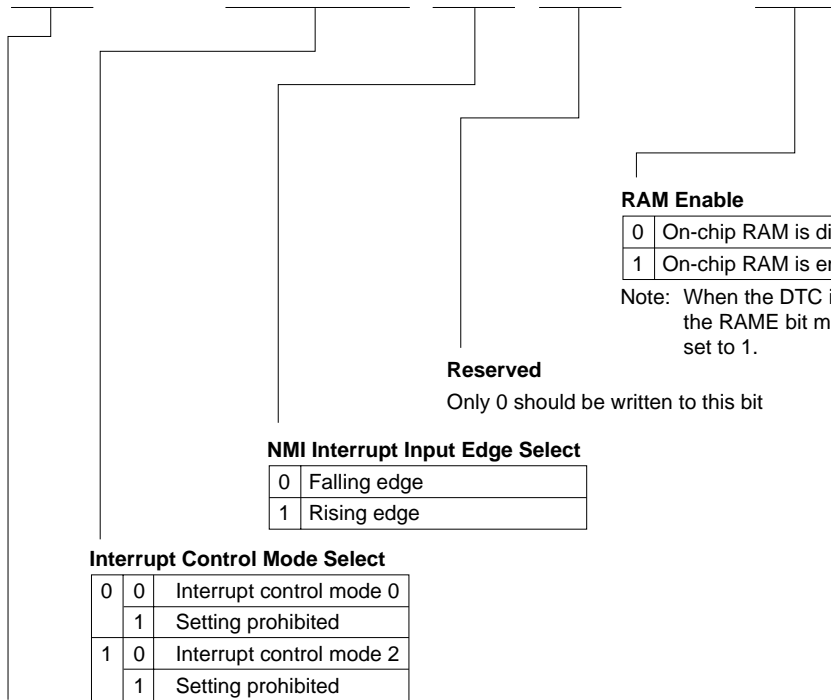 RAM Enable
0 On-chip RAM is
1 On-chip RAM is
Note: When the DTC
the RAME bit
set to 1.
Reserved
Only 0 should be written to this bit
NMI Interrupt Input Edge Select
0 Falling edge
1 Rising edge
Interrupt Control Mode Select
0 0 Interrupt control mode 0
1 Setting prohibited
1 0 Interrupt control mode 2
1 Setting prohibited